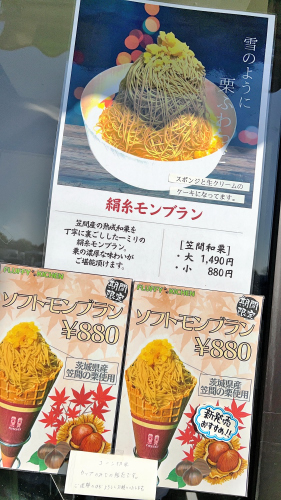 雪のように
栗ふわっと
スポンジと生クリームの
ケーキになってます。
絹糸モンブラン
笠間産の熟成和栗を
丁寧に裏ごしした一ミリの
絹糸モンブラン。
栗の濃厚な味わいが
ご堪能頂けます。
[笠間和栗]
・大 1,490円
・小 880円
期間
限定
ソフトモンブラン
¥880
茨城県産
笠間の栗使用
期間
限定
ソフトモンブラン
¥880
茨城県産
笠間の栗使用
新発売
おすすめ!!